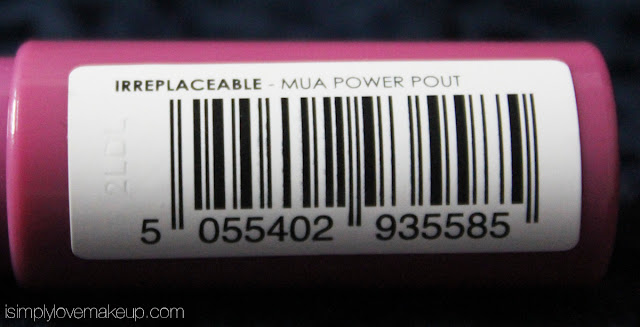 IRREPLACEABLE - MUA POWER POUT
5 055402 935585
isimplylovemakeup.com